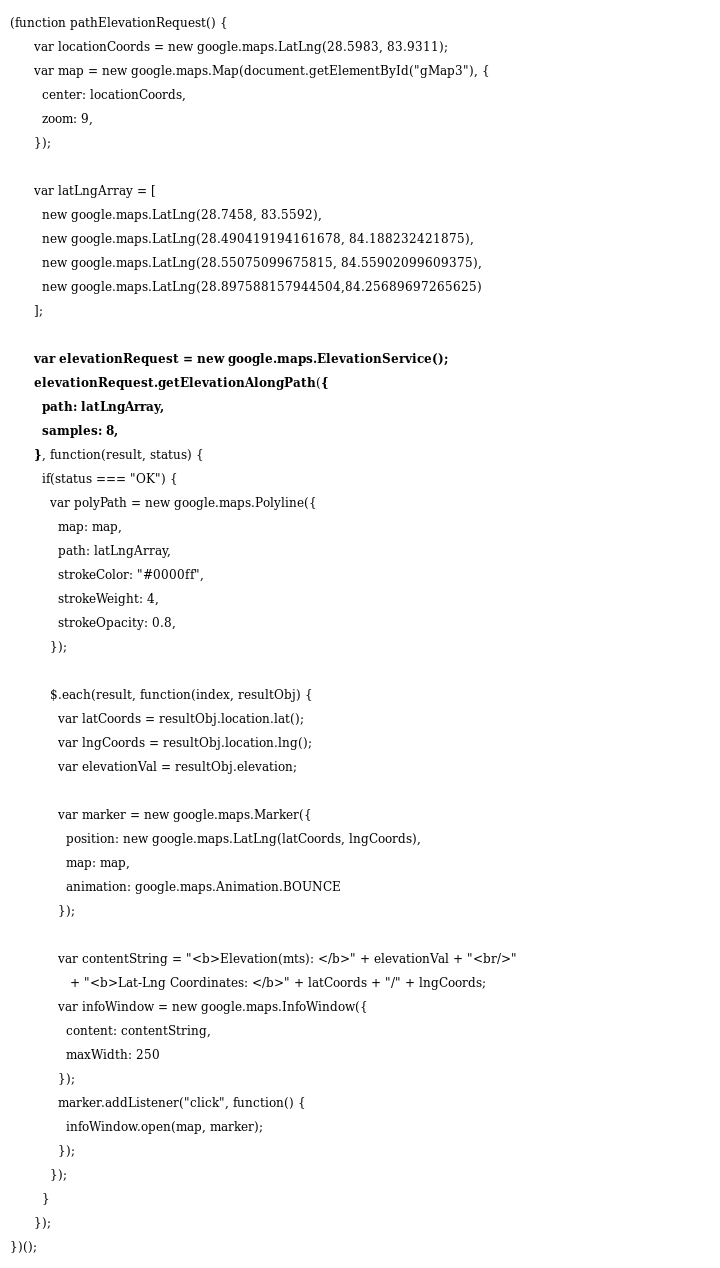 (function pathElevationRequest() {
var locationCoords = new google.maps.LatLng(28.5983, 83.9311);
var map = new google.maps.Map(document.getElementById("gMap3"), {
center: locationCoords,
zoom: 9,
});
var latLngArray = [
new google.maps.LatLng(28.7458, 83.5592),
new google.maps.LatLng(28.490419194161678, 84.188232421875),
new google.maps.LatLng(28.55075099675815, 84.55902099609375),
new google.maps.LatLng(28.897588157944504,84.25689697265625)
];
var elevationRequest = new google.maps.ElevationService();
elevationRequest.getElevationAlongPath({
path: latLngArray,
samples: 8,
}, function(result, status) {
if(status === "OK") {
var polyPath = new google.maps.Polyline({
map: map,
path: latLngArray,
strokeColor: "#0000ff",
strokeWeight: 4,
strokeOpacity: 0.8,
});
$.each(result, function(index, resultObj) {
var latCoords = resultObj.location.lat();
var lngCoords = resultObj.location.lng();
var elevationVal = resultObj.elevation;
var marker = new google.maps.Marker({
position: new google.maps.LatLng(latCoords, lngCoords),
map: map,
animation: google.maps.Animation.BOUNCE
});
var contentString = "<b>Elevation(mts): </b>" + elevationVal + "<br/>"
+ "<b>Lat-Lng Coordinates: </b>" + latCoords + "/" + lngCoords;
var infoWindow = new google.maps.InfoWindow({
content: contentString,
maxWidth: 250
});
marker.addListener("click", function() {
infoWindow.open(map, marker);
});
});
}
});
})();